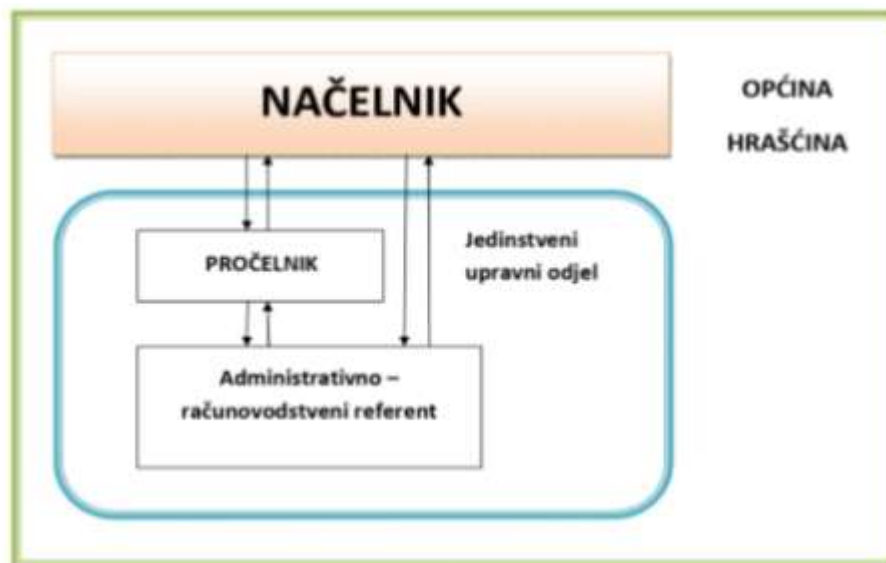 NAČELNIK
OPĆINA
HRAŠĆINA
PROČELNIK
Jedinstveni
upravni odjel
Administrativno –
računovodstveni referent